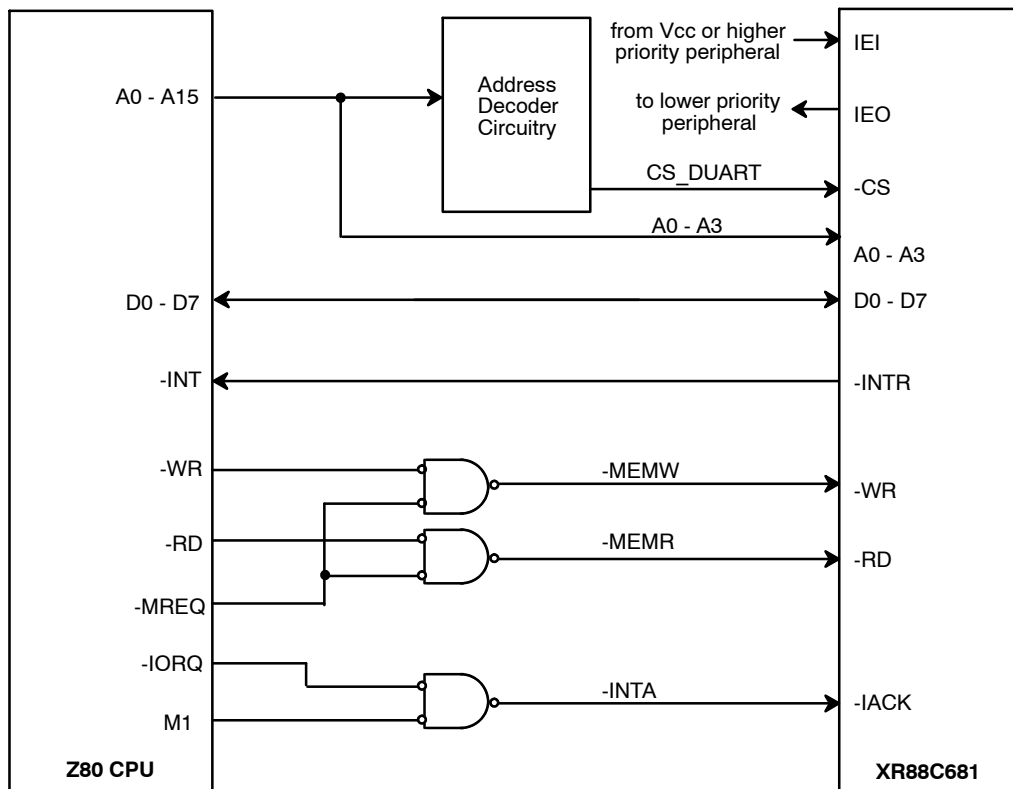 from Vcc or higher
priority peripheral
IEI
A0 - A15
Address
Decoder
Circuitry
to lower priority
peripheral
IEO
CS_DUART
-CS
A0 - A3
A0 - A3
D0 - D7
D0 - D7
-INT
-INTR
-WR
-MEMW
-WR
-RD
-MEMR
-RD
-MREQ
-IORQ
-INTA
-IACK
M1
Z80 CPU
XR88C681